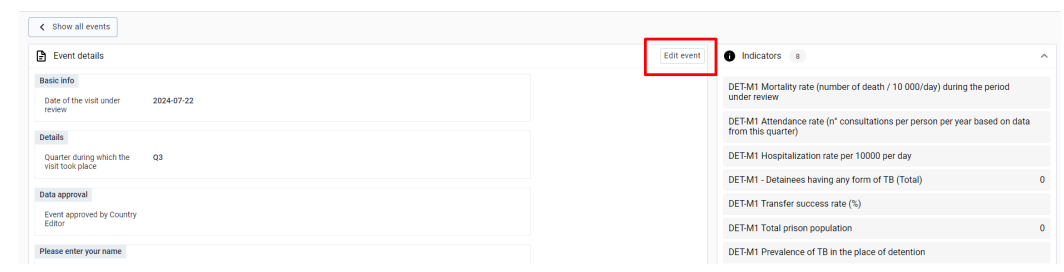 Show all events
Event details
Edit event
Basic info
Date of the visit under
review
2024-07-22
Details
Quarter during which the
visit took place
Q3
Data approval
Event approved by Country
Editor
Please enter your name
Indicators 8
DET-M1 Mortality rate (number of death / 10 000/day) during the period
under review
DET-M1 Attendance rate (n° consultations per person per year based on data
from this quarter)
DET-M1 Hospitalization rate per 10000 per day
DET-M1 - Detainees having any form of TB (Total) 0
DET-M1 Transfer success rate (%)
DET-M1 Total prison population 0
DET-M1 Prevalence of TB in the place of detention